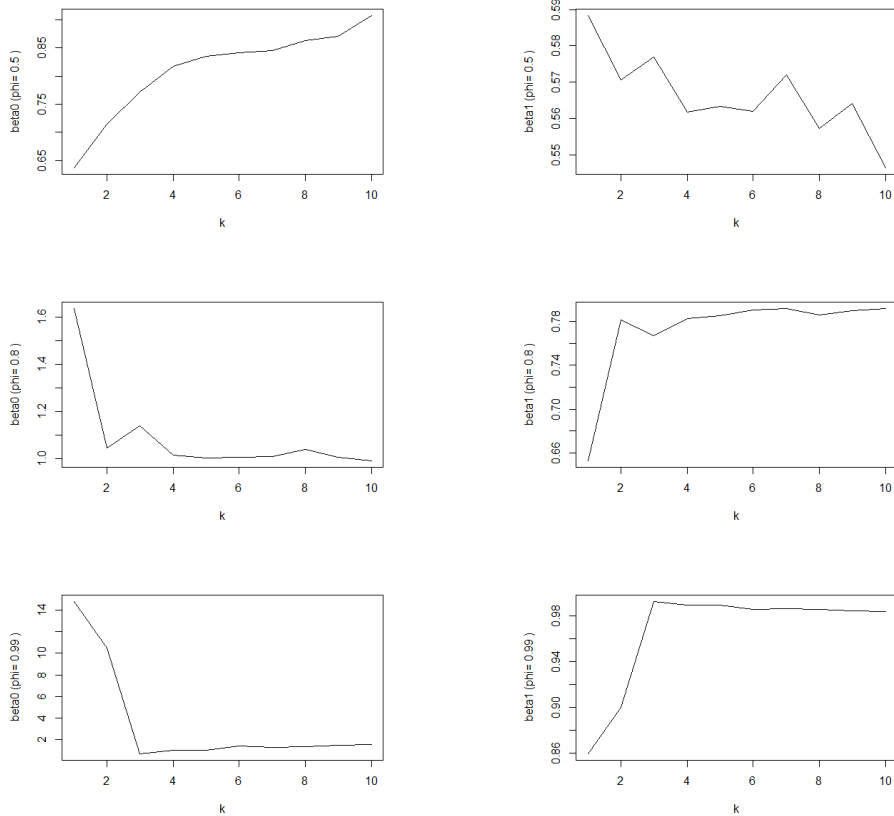 beta0 (phi= 0.5 )
0.65 0.75 0.85
2 4 6 8 10
k
beta1 (phi= 0.5 )
0.55 0.56 0.57 0.58 0.59
2 4 6 8 10
k
beta0 (phi= 0.8 )
1.0 1.2 1.4 1.6
2 4 6 8 10
k
beta1 (phi= 0.8 )
0.66 0.70 0.74 0.78
2 4 6 8 10
k
beta0 (phi= 0.99 )
2 4 6 8 10 14
2 4 6 8 10
k
beta1 (phi= 0.99 )
0.86 0.90 0.94 0.98
2 4 6 8 10
k